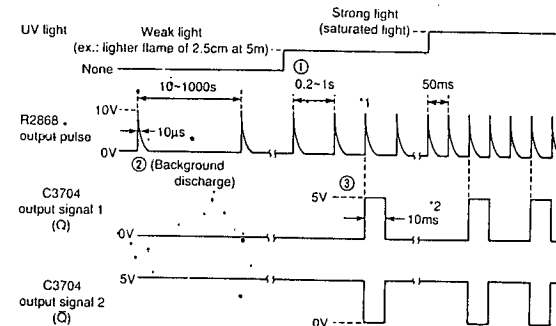 Strong light
(saturated light)
UV light
Weak light
(ex.: lighter flame of 2.5cm at 5m)
None
①
10~1000s
0.2~1s
*1
50ms
10V
R2868
output pulse
10µs
0V
② (Background
discharge)
③
C3704
output signal 1
(Q)
5V
*2
10ms
0V
C3704
output signal 2
(Q̄)
5V
0V